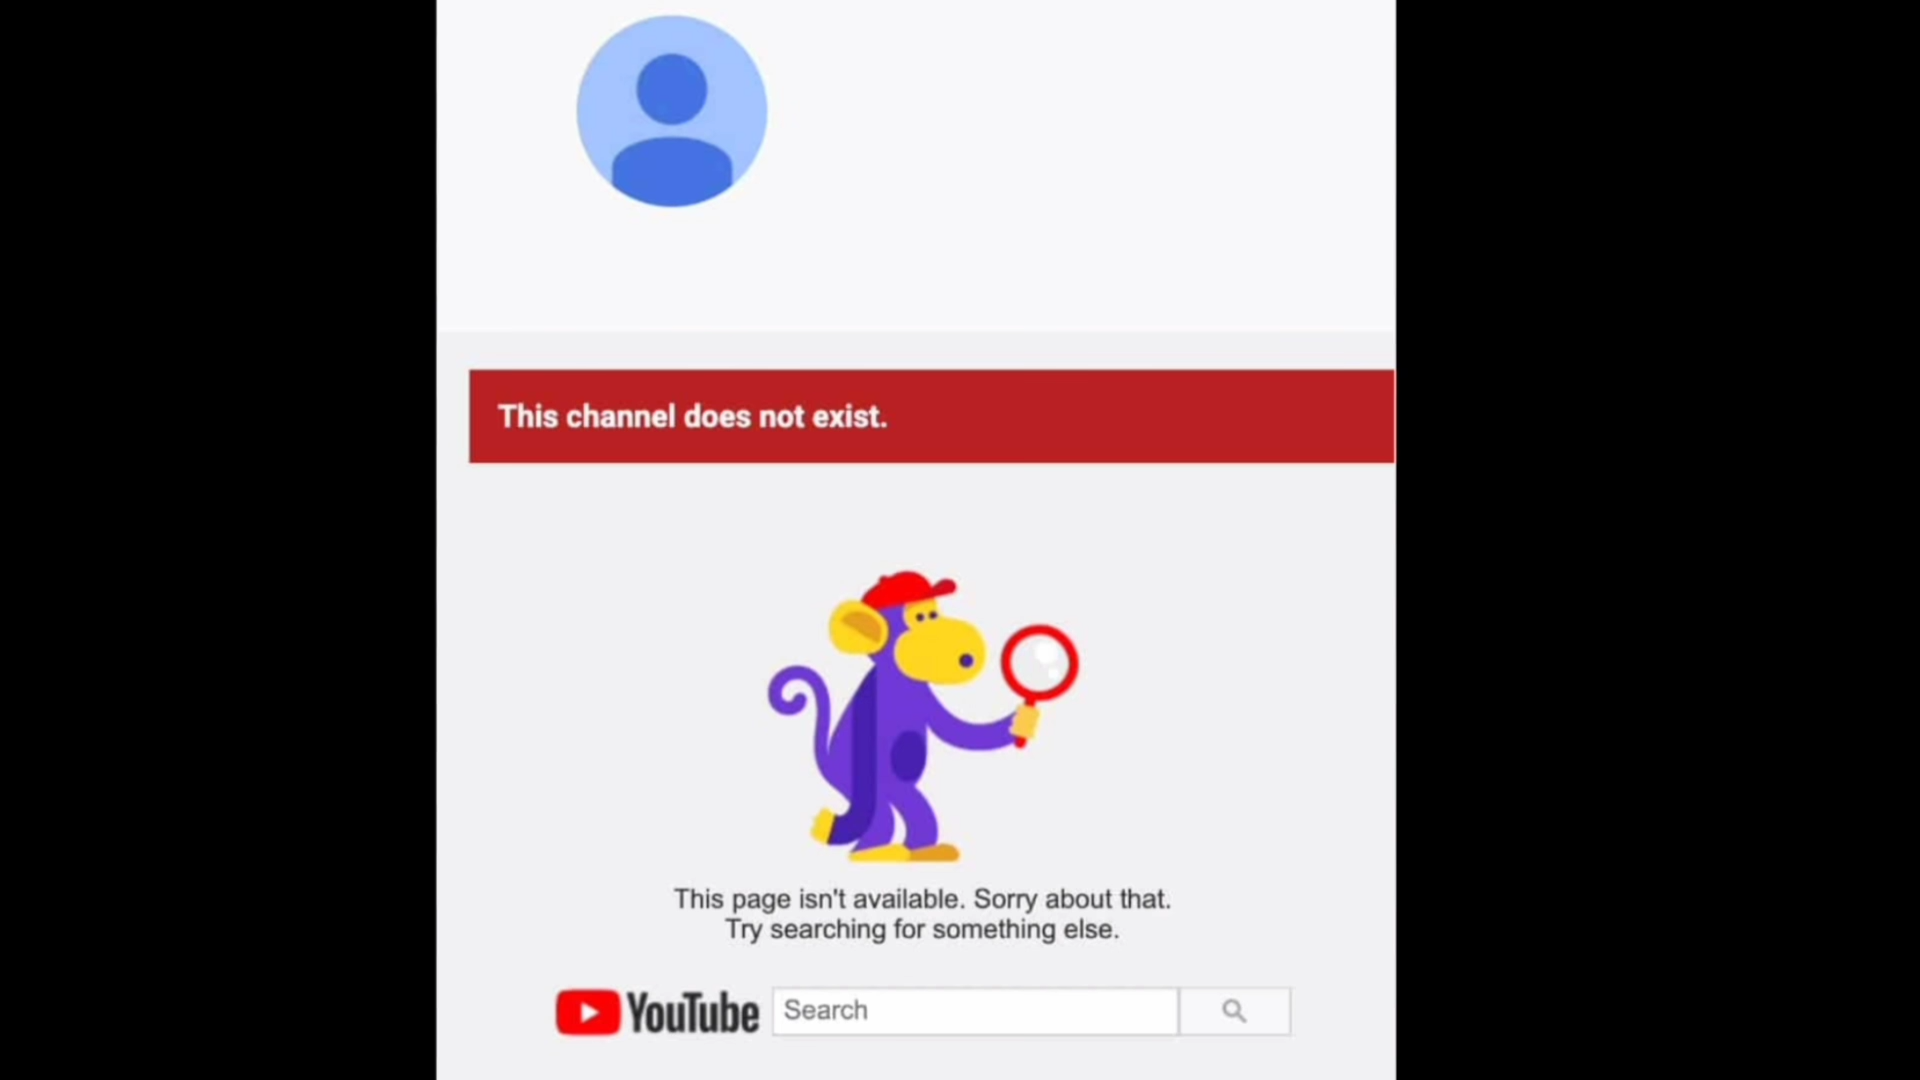 This channel does not exist.
This page isn't available. Sorry about that.
Try searching for something else.
YouTube Search